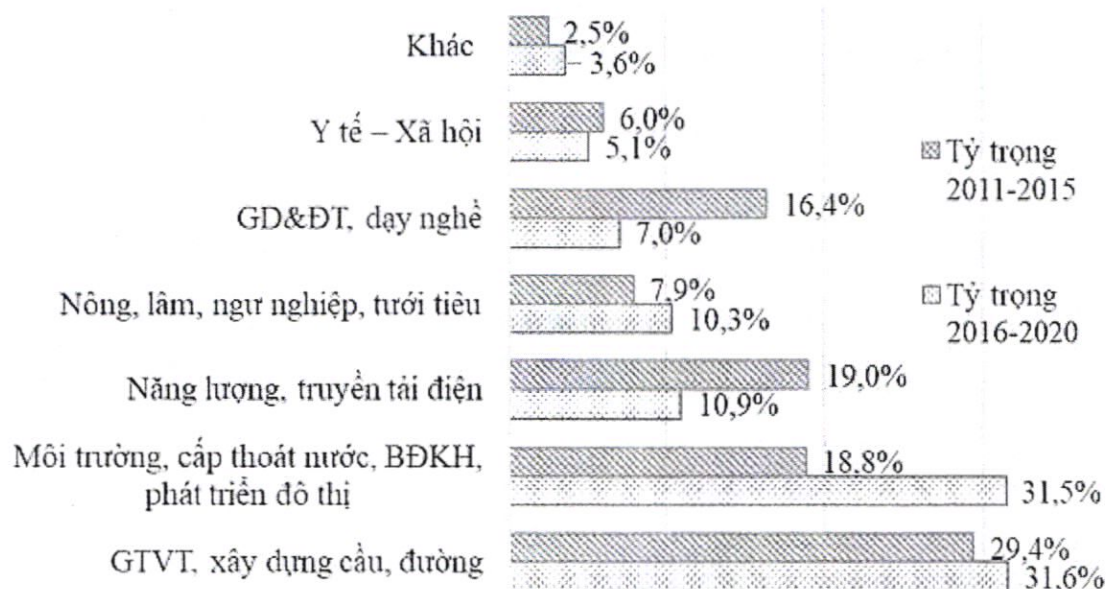 Khác
2,5%
3,6%
Y tế – Xã hội
6,0%
5,1%
Tỷ trọng
2011-2015
GD&ĐT, dạy nghề
16,4%
7,0%
Nông, lâm, ngư nghiệp, tưới tiêu
7,9%
10,3%
Tỷ trọng
2016-2020
Năng lượng, truyền tải điện
19,0%
10,9%
Môi trường, cấp thoát nước, BĐKH,
phát triển đô thị
18,8%
31,5%
GTVT, xây dựng cầu, đường
29,4%
31,6%